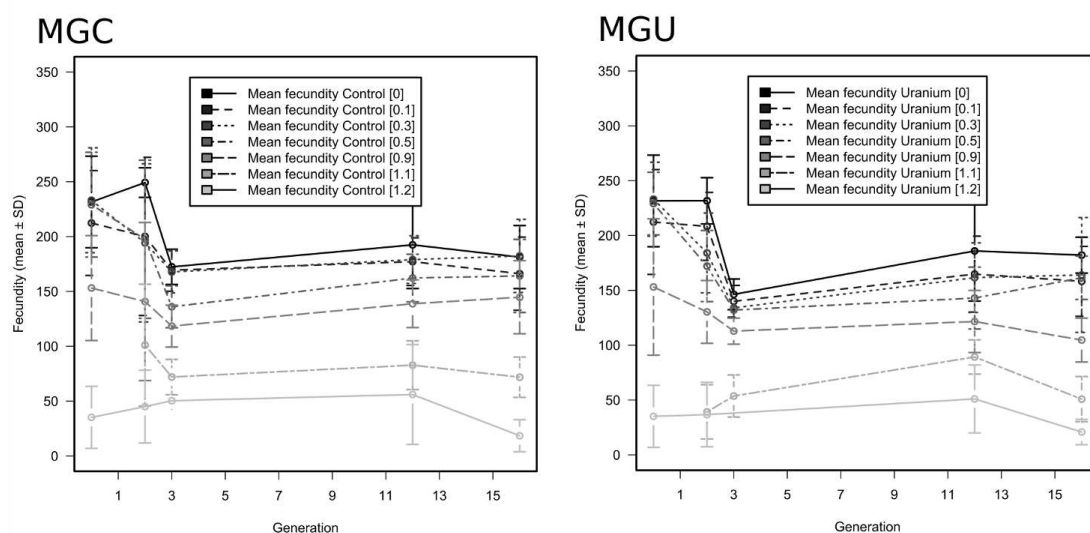 MGC
350
300
250
200
150
100
50
0
Fecundity (mean ± SD)
Mean fecundity Control [0]
Mean fecundity Control [0.1]
Mean fecundity Control [0.3]
Mean fecundity Control [0.5]
Mean fecundity Control [0.9]
Mean fecundity Control [1.1]
Mean fecundity Control [1.2]
1 3 5 7 9 11 13 15
Generation
MGU
350
300
250
200
150
100
50
0
Fecundity (mean ± SD)
Mean fecundity Uranium [0]
Mean fecundity Uranium [0.1]
Mean fecundity Uranium [0.3]
Mean fecundity Uranium [0.5]
Mean fecundity Uranium [0.9]
Mean fecundity Uranium [1.1]
Mean fecundity Uranium [1.2]
1 3 5 7 9 11 13 15
Generation